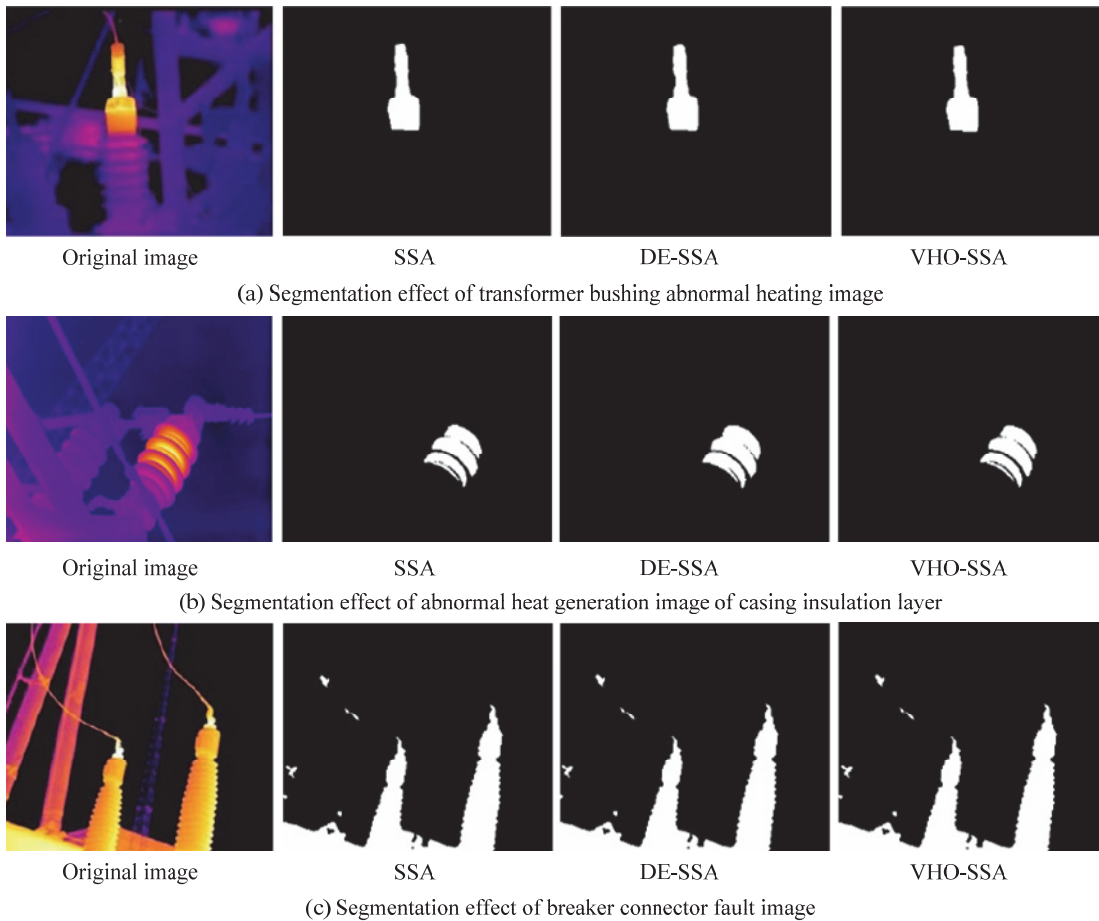 Original image SSA DE-SSA VHO-SSA
(a) Segmentation effect of transformer bushing abnormal heating image
Original image SSA DE-SSA VHO-SSA
(b) Segmentation effect of abnormal heat generation image of casing insulation layer
Original image SSA DE-SSA VHO-SSA
(c) Segmentation effect of breaker connector fault image